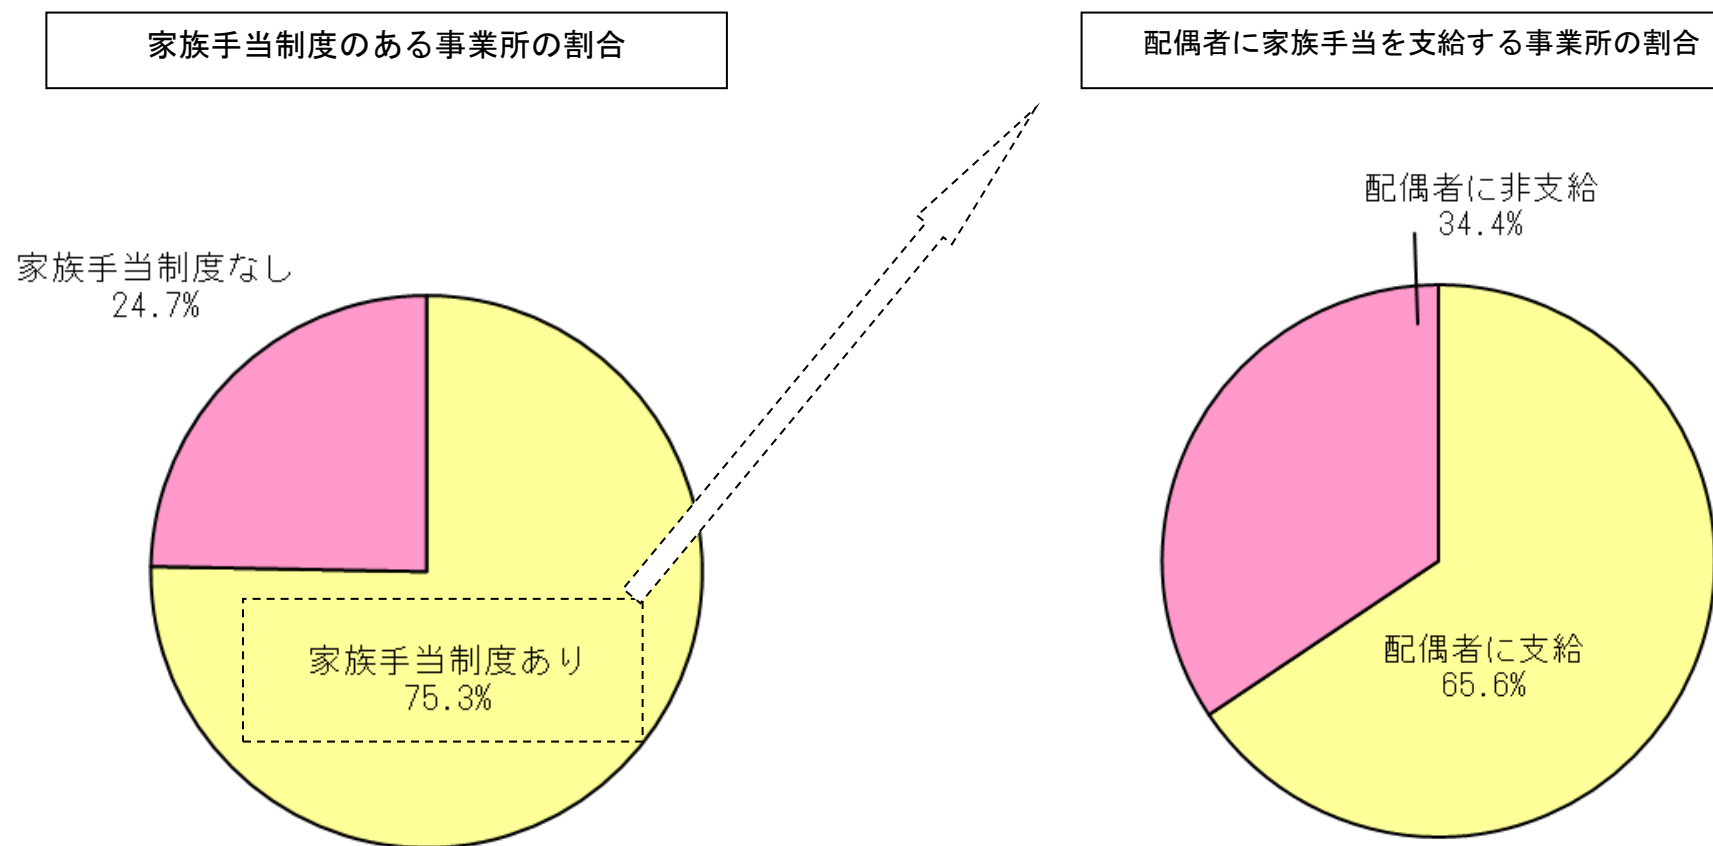 家族手当制度のある事業所の割合
配偶者に家族手当を支給する事業所の割合
家族手当制度なし
24.7%
家族手当制度あり
75.3%
配偶者に非支給
34.4%
配偶者に支給
65.6%